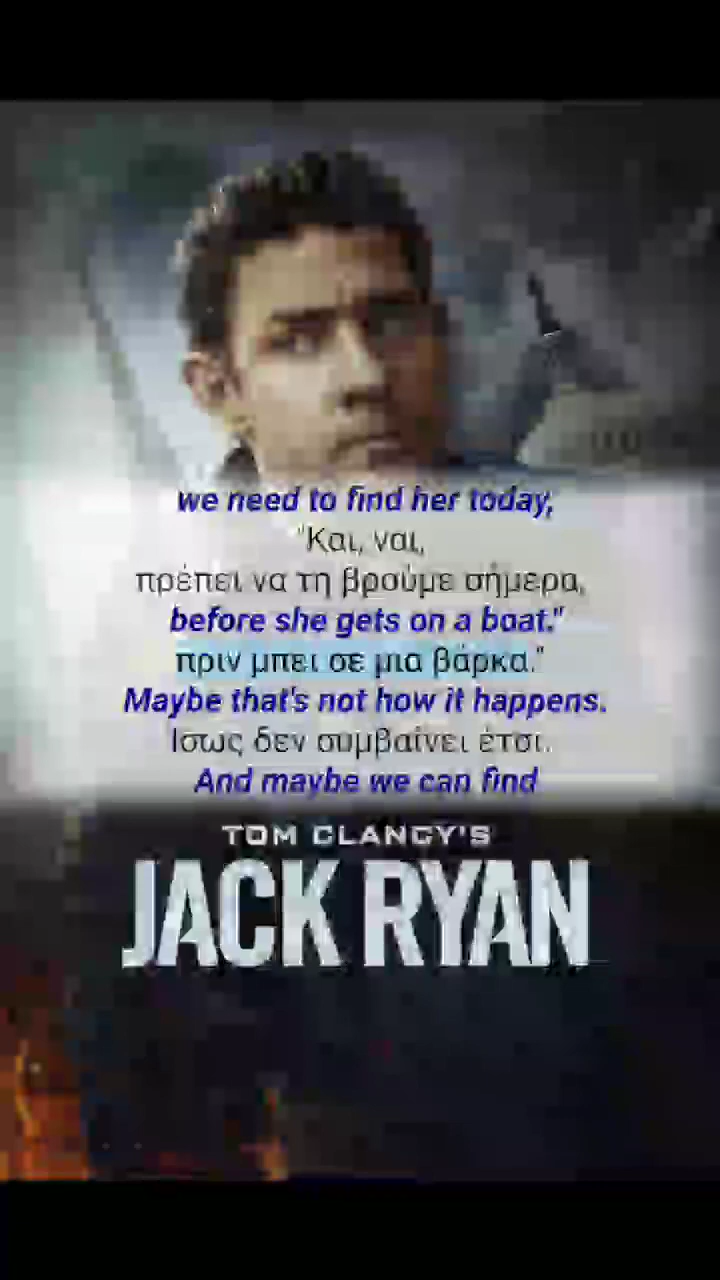 we need to find her today,
"Και, ναι,
πρέπει να τη βρούμε σήμερα,
before she gets on a boat."
πριν μπει σε μια βάρκα."
Maybe that's not how it happens.
Ίσως δεν συμβαίνει έτσι.
And maybe we can find
TOM CLANCY'S
JACK RYAN